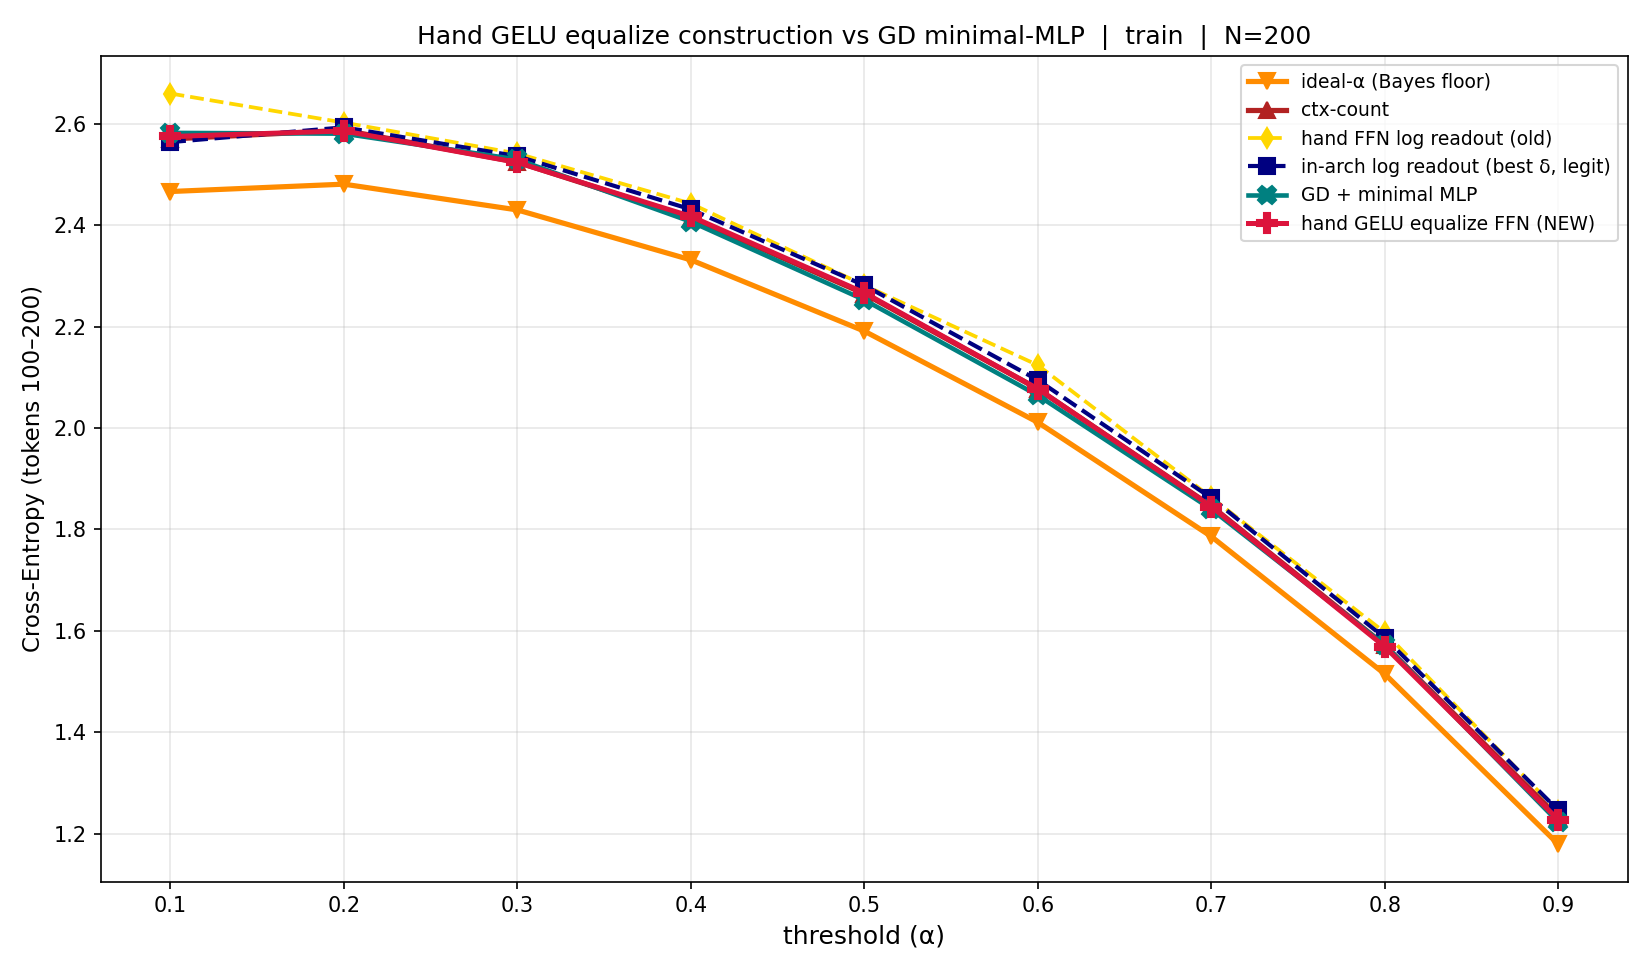 Hand GELU equalize construction vs GD minimal-MLP | train | N=200
ideal-α (Bayes floor)
ctx-count
hand FFN log readout (old)
in-arch log readout (best δ, legit)
GD + minimal MLP
hand GELU equalize FFN (NEW)
Cross-Entropy (tokens 100–200)
2.6
2.4
2.2
2.0
1.8
1.6
1.4
1.2
0.1 0.2 0.3 0.4 0.5 0.6 0.7 0.8 0.9
threshold (α)